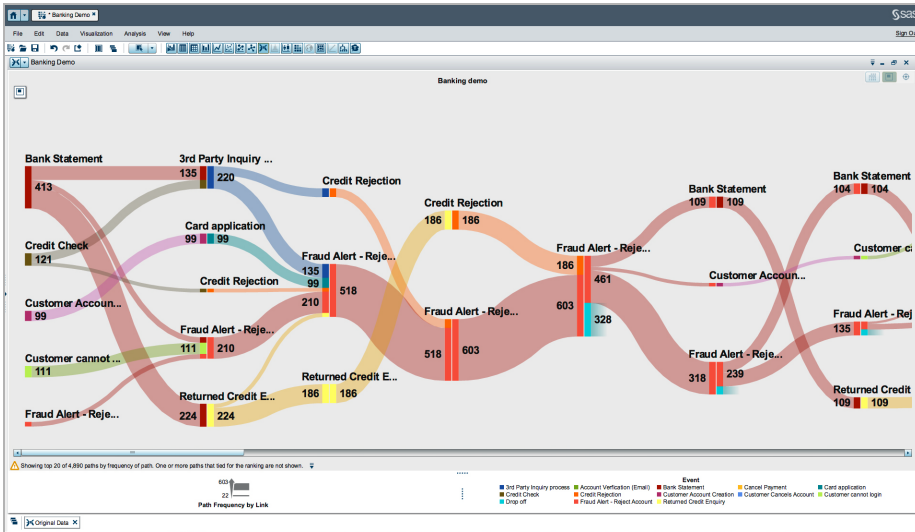 * Banking Demo
sas
File Edit Data Visualization Analysis View Help
Sign Ou
Banking Demo
Banking demo
Bank Statement
413
Credit Check
121
Customer Accoun...
99
Customer cannot ...
111
Fraud Alert - Reje...
3rd Party Inquiry ...
135 220
Card application
99 99
Credit Rejection
Fraud Alert - Reje...
111 210
Returned Credit E...
224 224
Credit Rejection
Fraud Alert - Reje...
135
99
210
518
Returned Credit E...
186 186
Credit Rejection
186 186
Fraud Alert - Reje...
518 603
Fraud Alert - Reje...
186
603
461
328
Bank Statement
109 109
Customer Accoun...
Fraud Alert - Reje...
318 239
Bank Statement
104 104
Customer ca
Fraud Alert - Rej
135
Returned Credit
109 109
Showing top 20 of 4,890 paths by frequency of path. One or more paths that tied for the ranking are not shown.
603
22
Path Frequency by Link
Event
3rd Party Inquiry process Account Verfication (Email) Bank Statement Cancel Payment Card application
Credit Check Credit Rejection Customer Account Creation Customer Cancels Account Customer cannot login
Drop off Fraud Alert - Reject Account Returned Credit Enquiry
Original Data